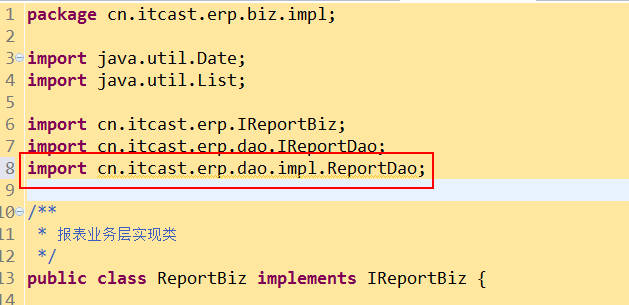 1 package cn.itcast.erp.biz.impl;
2
3 import java.util.Date;
4 import java.util.List;
5
6 import cn.itcast.erp.IReportBiz;
7 import cn.itcast.erp.dao.IReportDao;
8 import cn.itcast.erp.dao.impl.ReportDao;
9
10 /**
11 * 报表业务层实现类
12 */
13 public class ReportBiz implements IReportBiz {
14